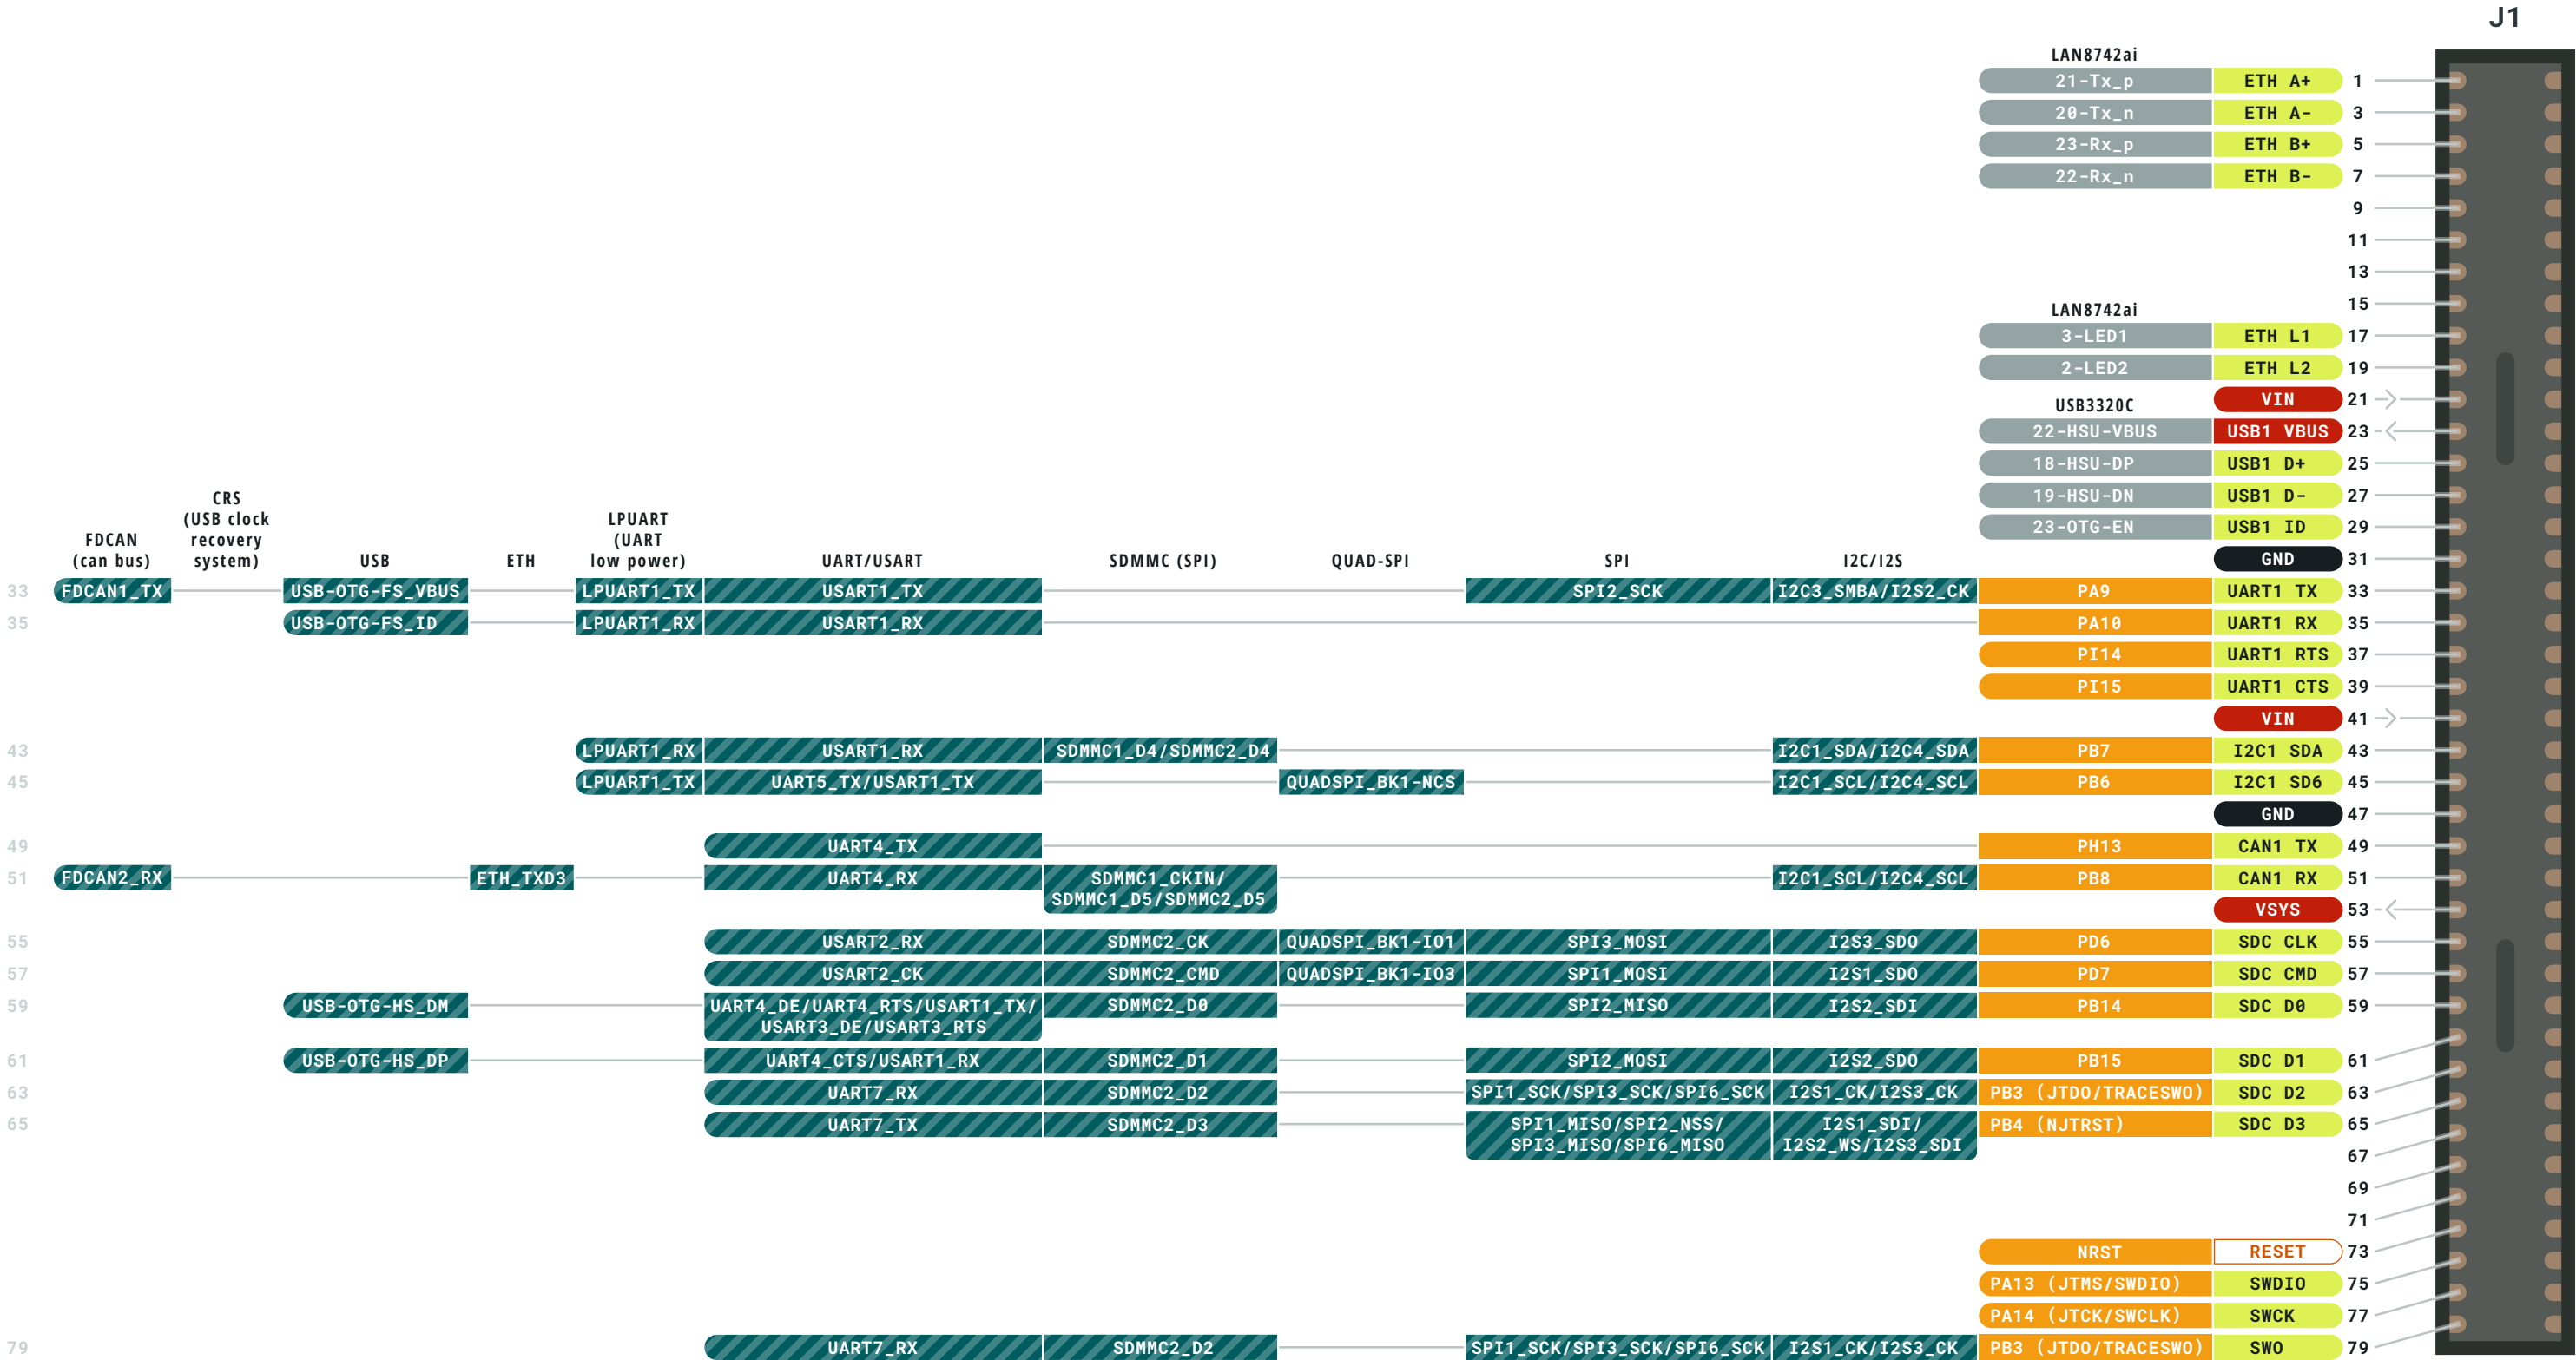 J1
LAN8742ai
21-Tx_p ETH A+ 1
20-Tx_n ETH A- 3
23-Rx_p ETH B+ 5
22-Rx_n ETH B- 7
9
11
13
15
LAN8742ai
3-LED1 ETH L1 17
2-LED2 ETH L2 19
VIN 21
USB3320C
22-HSU-VBUS USB1 VBUS 23
18-HSU-DP USB1 D+ 25
19-HSU-DN USB1 D- 27
23-OTG-EN USB1 ID 29
GND 31
FDCAN
(can bus)
CRS
(USB clock
recovery
system)
USB
ETH
LPUART
(UART
low power)
UART/USART
SDMMC (SPI)
QUAD-SPI
SPI
I2C/I2S
33 FDCAN1_TX USB-OTG-FS_VBUS LPUART1_TX USART1_TX SPI2_SCK I2C3_SMBA/I2S2_CK PA9 UART1 TX 33
35 USB-OTG-FS_ID LPUART1_RX USART1_RX PA10 UART1 RX 35
PI14 UART1 RTS 37
PI15 UART1 CTS 39
VIN 41
43 LPUART1_RX USART1_RX SDMMC1_D4/SDMMC2_D4 I2C1_SDA/I2C4_SDA PB7 I2C1 SDA 43
45 LPUART1_TX UART5_TX/USART1_TX QUADSPI_BK1-NCS I2C1_SCL/I2C4_SCL PB6 I2C1 SD6 45
GND 47
49 UART4_TX PH13 CAN1 TX 49
51 FDCAN2_RX ETH_TXD3 UART4_RX SDMMC1_CKIN/ I2C1_SCL/I2C4_SCL PB8 CAN1 RX 51
SDMMC1_D5/SDMMC2_D5
VSYS 53
55 USART2_RX SDMMC2_CK QUADSPI_BK1-IO1 SPI3_MOSI I2S3_SDO PD6 SDC CLK 55
57 USART2_CK SDMMC2_CMD QUADSPI_BK1-IO3 SPI1_MOSI I2S1_SDO PD7 SDC CMD 57
59 USB-OTG-HS_DM UART4_DE/UART4_RTS/USART1_TX/ SDMMC2_D0 SPI2_MISO I2S2_SDI PB14 SDC D0 59
USART3_DE/USART3_RTS
61 USB-OTG-HS_DP UART4_CTS/USART1_RX SDMMC2_D1 SPI2_MOSI I2S2_SDO PB15 SDC D1 61
63 UART7_RX SDMMC2_D2 SPI1_SCK/SPI3_SCK/SPI6_SCK I2S1_CK/I2S3_CK PB3 (JTDO/TRACESWO) SDC D2 63
65 UART7_TX SDMMC2_D3 SPI1_MISO/SPI2_NSS/ I2S1_SDI/ PB4 (NJTRST) SDC D3 65
SPI3_MISO/SPI6_MISO I2S2_WS/I2S3_SDI
67
69
71
NRST RESET 73
PA13 (JTMS/SWDIO) SWDIO 75
PA14 (JTCK/SWCLK) SWCK 77
79 UART7_RX SDMMC2_D2 SPI1_SCK/SPI3_SCK/SPI6_SCK I2S1_CK/I2S3_CK PB3 (JTDO/TRACESWO) SWO 79